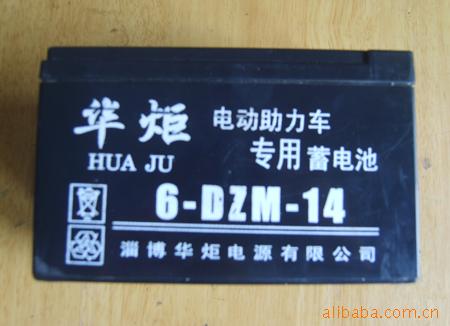 华炬 电动助力车
HUA JU 专用蓄电池
6-DZM-14
淄博华炬电源有限公司
alibaba.com.cn